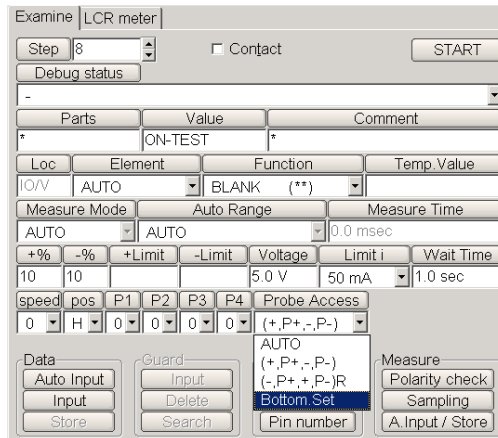 Examine LCR meter
Step 8 Contact START
Debug status
-
Parts Value Comment
* ON-TEST *
Loc Element Function Temp.Value
IO/V AUTO BLANK (**)
Measure Mode Auto Range Measure Time
AUTO AUTO 0.0 msec
+% -% +Limit -Limit Voltage Limit i Wait Time
10 10 5.0 V 50 mA 1.0 sec
speed pos P1 P2 P3 P4 Probe Access
0 H 0 0 0 0 (+,P+,-,P-)
AUTO
(+,P+,-,P-)
(-,P+,+,P-)R
Bottom.Set
Data Guard Measure
Auto Input Input Polarity check
Input Delete Sampling
Store Search Pin number A.Input / Store